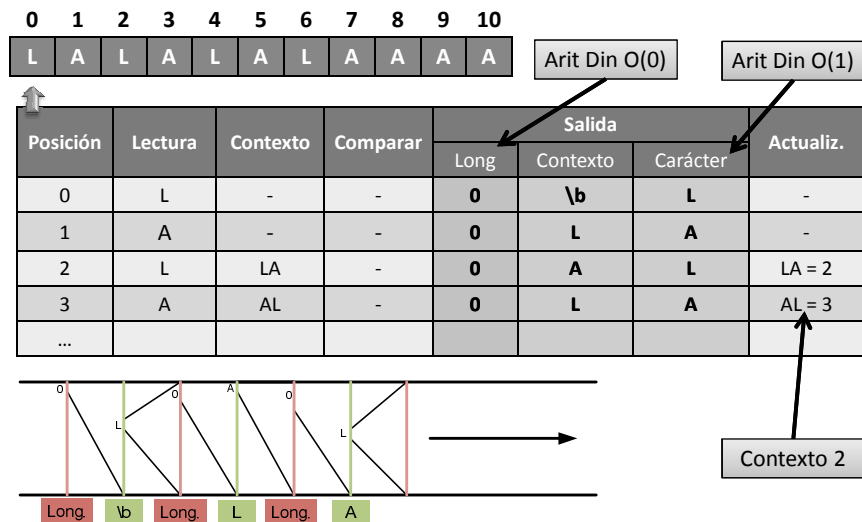 0 1 2 3 4 5 6 7 8 9 10
L A L A L A L A A A A
Arit Din O(0)
Arit Din O(1)
Posición Lectura Contexto Comparar Salida Actualiz.
Long Contexto Carácter
0 L - - 0 \b L -
1 A - - 0 L A -
2 L LA - 0 A L LA = 2
3 A AL - 0 L A AL = 3
...
0 L 0 A 0 L
Contexto 2
Long. \b Long. L Long. A